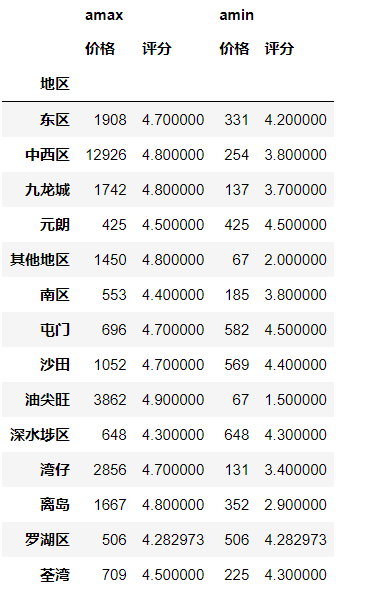 amax amin
价格 评分 价格 评分
地区
东区 1908 4.700000 331 4.200000
中西区 12926 4.800000 254 3.800000
九龙城 1742 4.800000 137 3.700000
元朗 425 4.500000 425 4.500000
其他地区 1450 4.800000 67 2.000000
南区 553 4.400000 185 3.800000
屯门 696 4.700000 582 4.500000
沙田 1052 4.700000 569 4.400000
油尖旺 3862 4.900000 67 1.500000
深水埗区 648 4.300000 648 4.300000
湾仔 2856 4.700000 131 3.400000
离岛 1667 4.800000 352 2.900000
罗湖区 506 4.282973 506 4.282973
荃湾 709 4.500000 225 4.300000